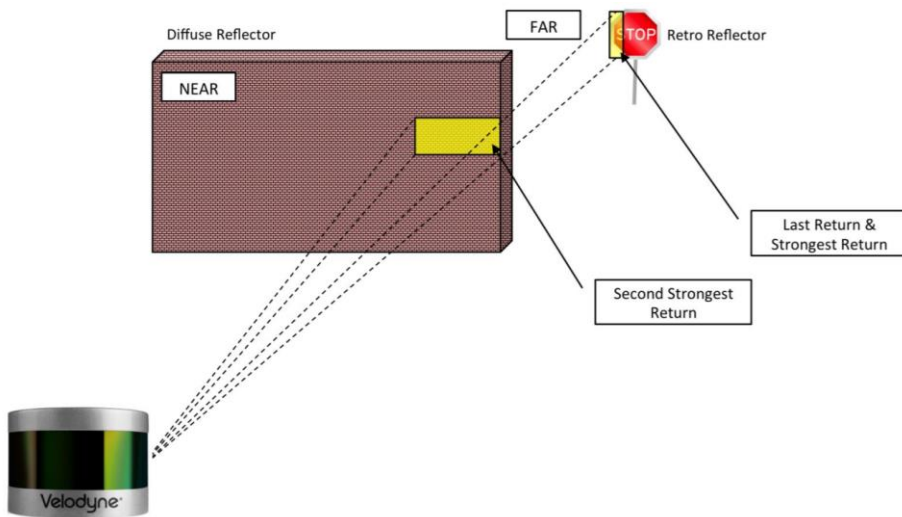 Diffuse Reflector
FAR
STOP
Retro Reflector
NEAR
Last Return &
Strongest Return
Second Strongest
Return
Velodyne®